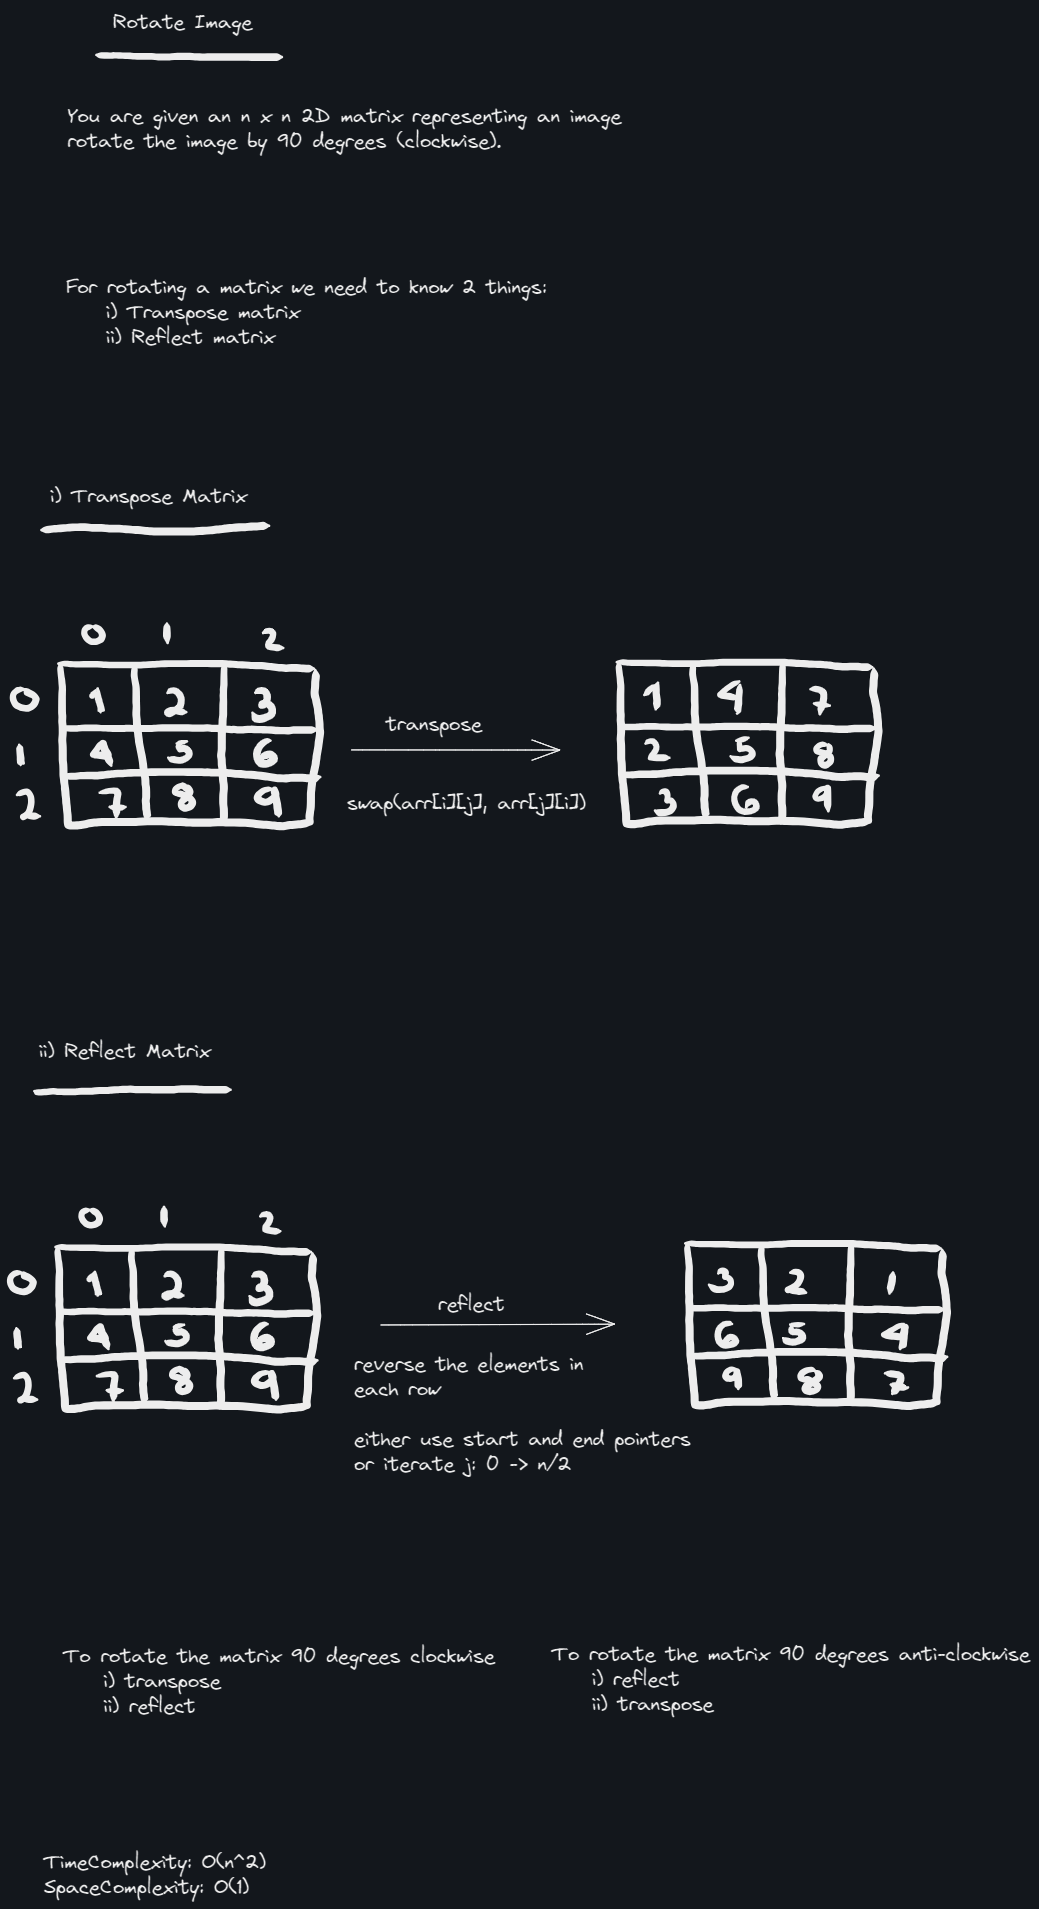 Rotate Image
You are given an n x n 2D matrix representing an image
rotate the image by 90 degrees (clockwise).
For rotating a matrix we need to know 2 things:
i) Transpose matrix
ii) Reflect matrix
i) Transpose Matrix
0 1 2
0 1 2 3
1 4 5 6
2 7 8 9
transpose
swap(arr[i][j], arr[j][i])
1 4 7
2 5 8
3 6 9
ii) Reflect Matrix
0 1 2
0 1 2 3
1 4 5 6
2 7 8 9
reflect
reverse the elements in
each row
either use start and end pointers
or iterate j: 0 -> n/2
3 2 1
6 5 4
9 8 7
To rotate the matrix 90 degrees clockwise
i) transpose
ii) reflect
To rotate the matrix 90 degrees anti-clockwise
i) reflect
ii) transpose
TimeComplexity: O(n^2)
SpaceComplexity: O(1)